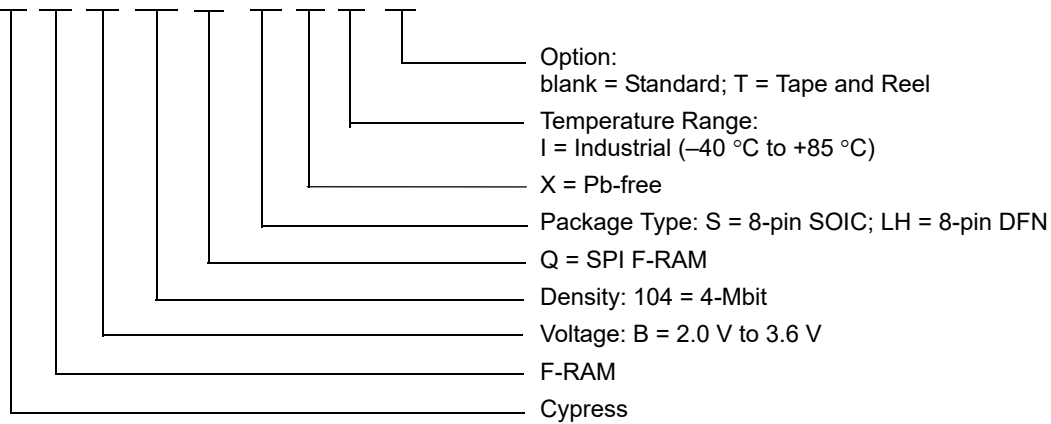 Option:
blank = Standard; T = Tape and Reel
Temperature Range:
I = Industrial (–40 °C to +85 °C)
X = Pb-free
Package Type: S = 8-pin SOIC; LH = 8-pin DFN
Q = SPI F-RAM
Density: 104 = 4-Mbit
Voltage: B = 2.0 V to 3.6 V
F-RAM
Cypress